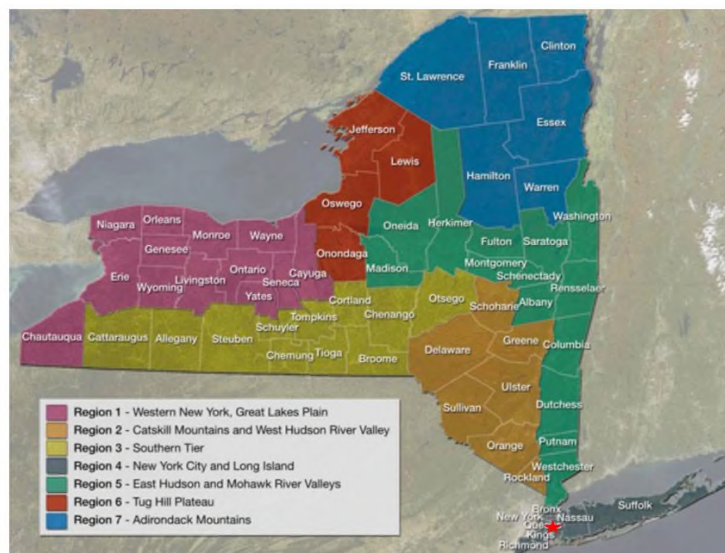 Clinton
Franklin
St. Lawrence
Essex
Jefferson
Lewis
Hamilton
Warren
Oswego
Washington
Niagara
Orleans
Monroe
Wayne
Oneida
Herkimer
Fulton
Saratoga
Genesee
Onondaga
Montgomery
Erie
Wyoming
Livingston
Ontario
Seneca
Cayuga
Madison
Schenectady
Rensselaer
Yates
Cortland
Otsego
Schoharie
Albany
Chautauqua
Cattaraugus
Allegany
Steuben
Schuyler
Tompkins
Chenango
Greene
Columbia
Chemung
Tioga
Broome
Delaware
Ulster
Sullivan
Dutchess
Orange
Putnam
Rockland
Westchester
Region 1 - Western New York, Great Lakes Plain
Region 2 - Catskill Mountains and West Hudson River Valley
Region 3 - Southern Tier
Region 4 - New York City and Long Island
Region 5 - East Hudson and Mohawk River Valleys
Region 6 - Tug Hill Plateau
Region 7 - Adirondack Mountains
Bronx
New York
Nassau
Suffolk
Kings
Richmond